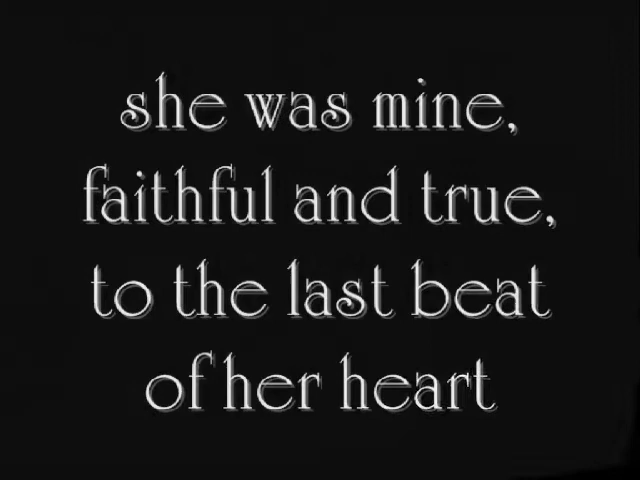 she was mine,
faithful and true,
to the last beat
of her heart